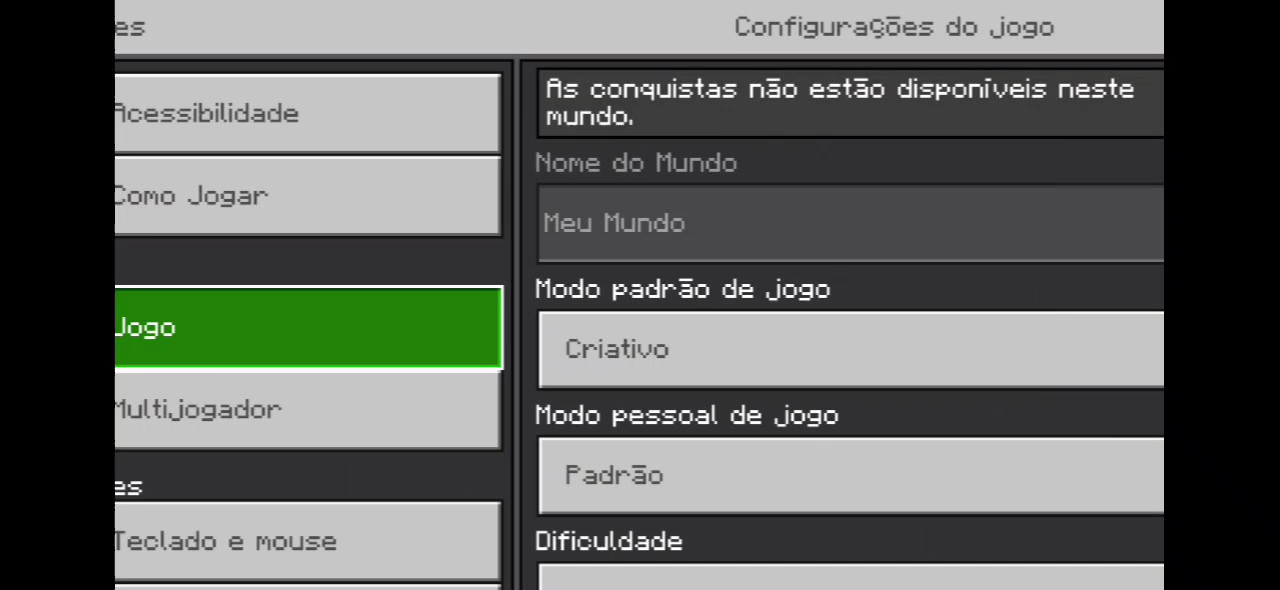 es
Configurações do jogo
Acessibilidade
Como Jogar
Jogo
Multijogador
es
Teclado e mouse
As conquistas não estão disponíveis neste
mundo.
Nome do Mundo
Meu Mundo
Modo padrão de jogo
Criativo
Modo pessoal de jogo
Padrão
Dificuldade